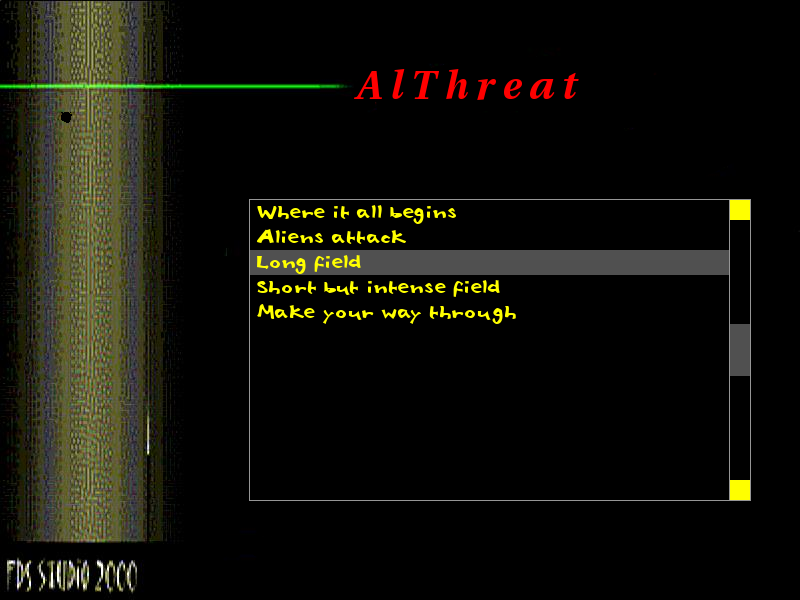 AlThreat
Where it all begins
Aliens attack
Long field
Short but intense field
Make your way through
FDS STUDiO 2000